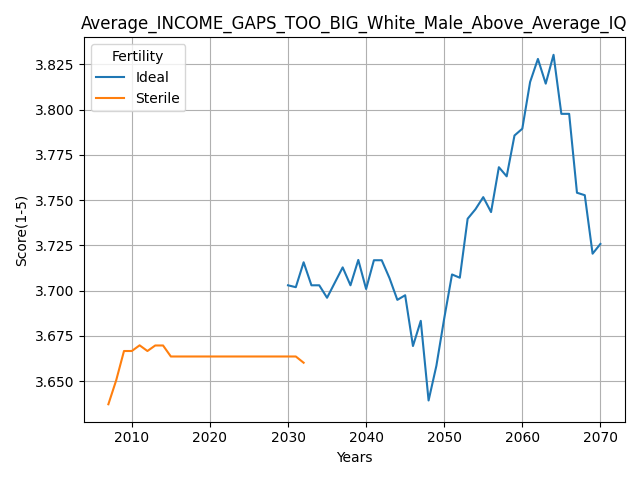 Average_INCOME_GAPS_TOO_BIG_White_Male_Above_Average_IQ
Fertility
Ideal
Sterile
3.825
3.800
3.775
3.750
3.725
3.700
3.675
3.650
Score(1-5)
2010 2020 2030 2040 2050 2060 2070
Years